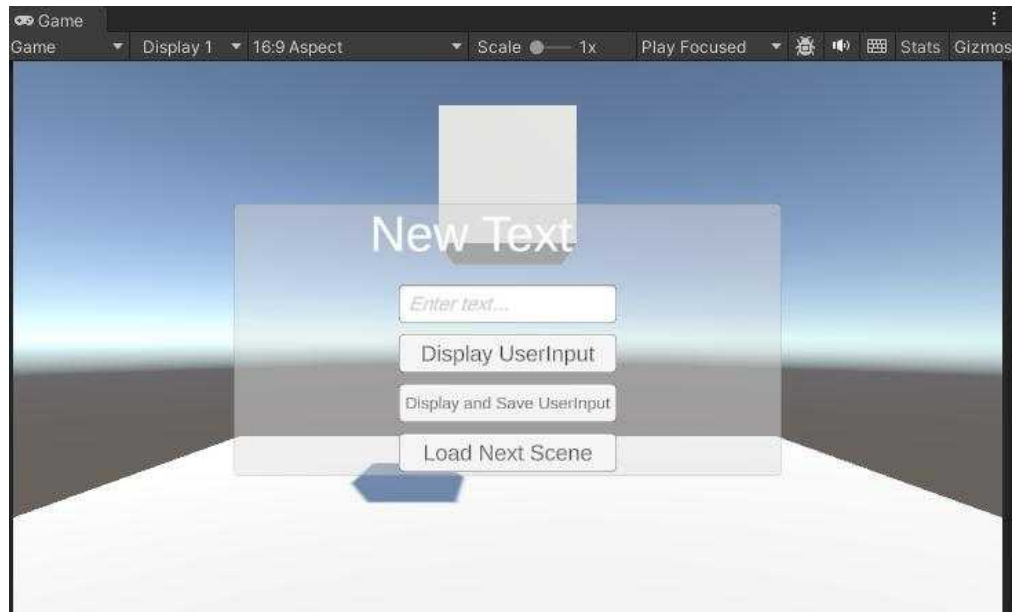 Game
Game Display 1 16:9 Aspect Scale 1x Play Focused Stats Gizmos
New Text
Enter text...
Display UserInput
Display and Save UserInput
Load Next Scene